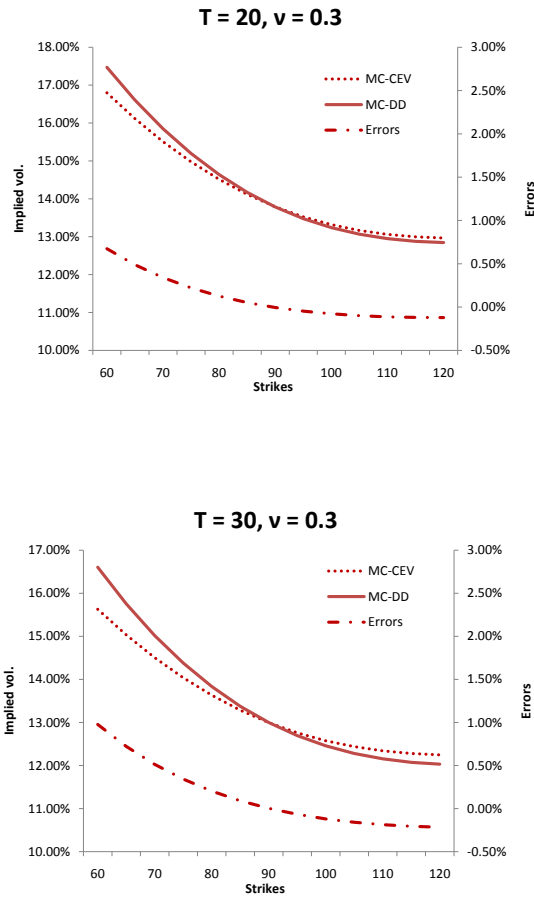 T = 20, ν = 0.3
18.00%
17.00%
16.00%
15.00%
14.00%
13.00%
12.00%
11.00%
10.00%
Implied vol.
3.00%
2.50%
2.00%
1.50%
1.00%
0.50%
0.00%
-0.50%
Errors
MC-CEV
MC-DD
Errors
60 70 80 90 100 110 120
Strikes
T = 30, ν = 0.3
17.00%
16.00%
15.00%
14.00%
13.00%
12.00%
11.00%
10.00%
Implied vol.
3.00%
2.50%
2.00%
1.50%
1.00%
0.50%
0.00%
-0.50%
Errors
MC-CEV
MC-DD
Errors
60 70 80 90 100 110 120
Strikes